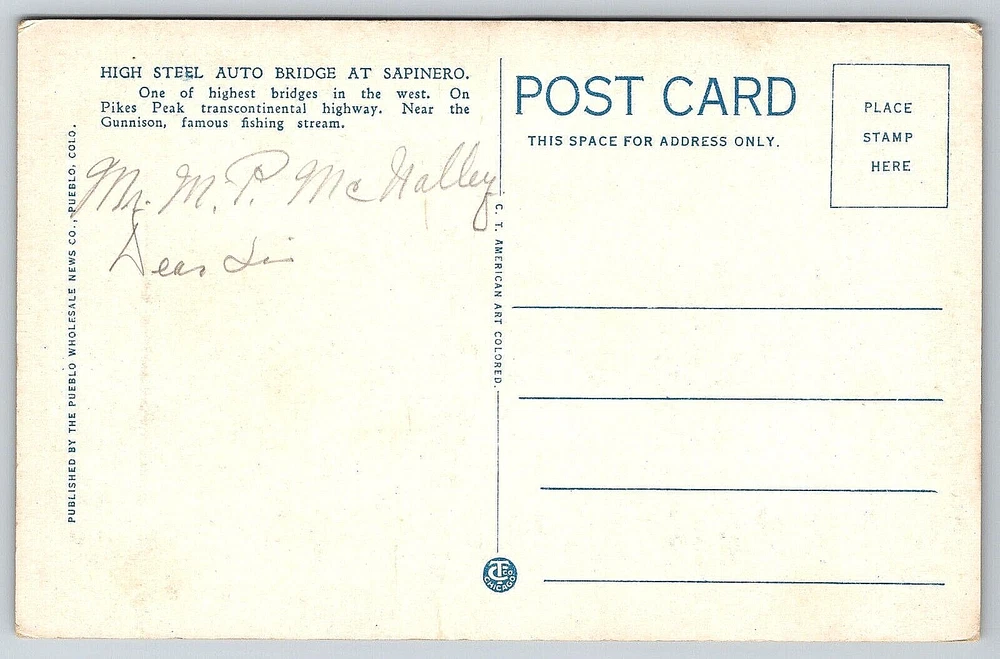 HIGH STEEL AUTO BRIDGE AT SAPINERO.
One of highest bridges in the west. On
Pikes Peak transcontinental highway. Near the
Gunnison, famous fishing stream.
Mr. M. P. McNalley
Dear Sir
PUBLISHED BY THE PUEBLO WHOLESALE NEWS CO., PUEBLO, COLO.
C. T. AMERICAN ART COLORED.
POST CARD
THIS SPACE FOR ADDRESS ONLY.
PLACE
STAMP
HERE
CHICAGO